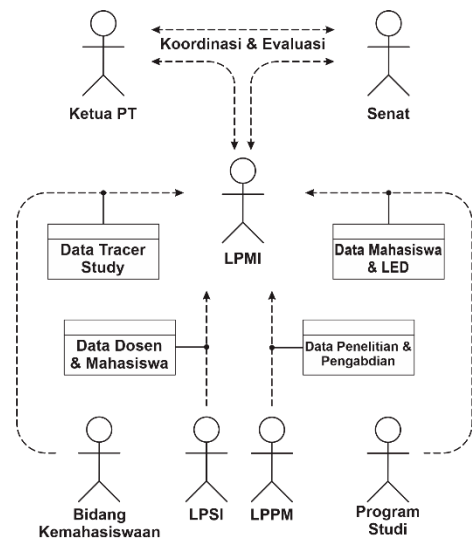 Koordinasi & Evaluasi
Ketua PT
Senat
LPMI
Data Tracer
Study
Data Mahasiswa
& LED
Data Dosen
& Mahasiswa
Data Penelitian &
Pengabdian
Bidang
Kemahasiswaan
LPSI
LPPM
Program
Studi